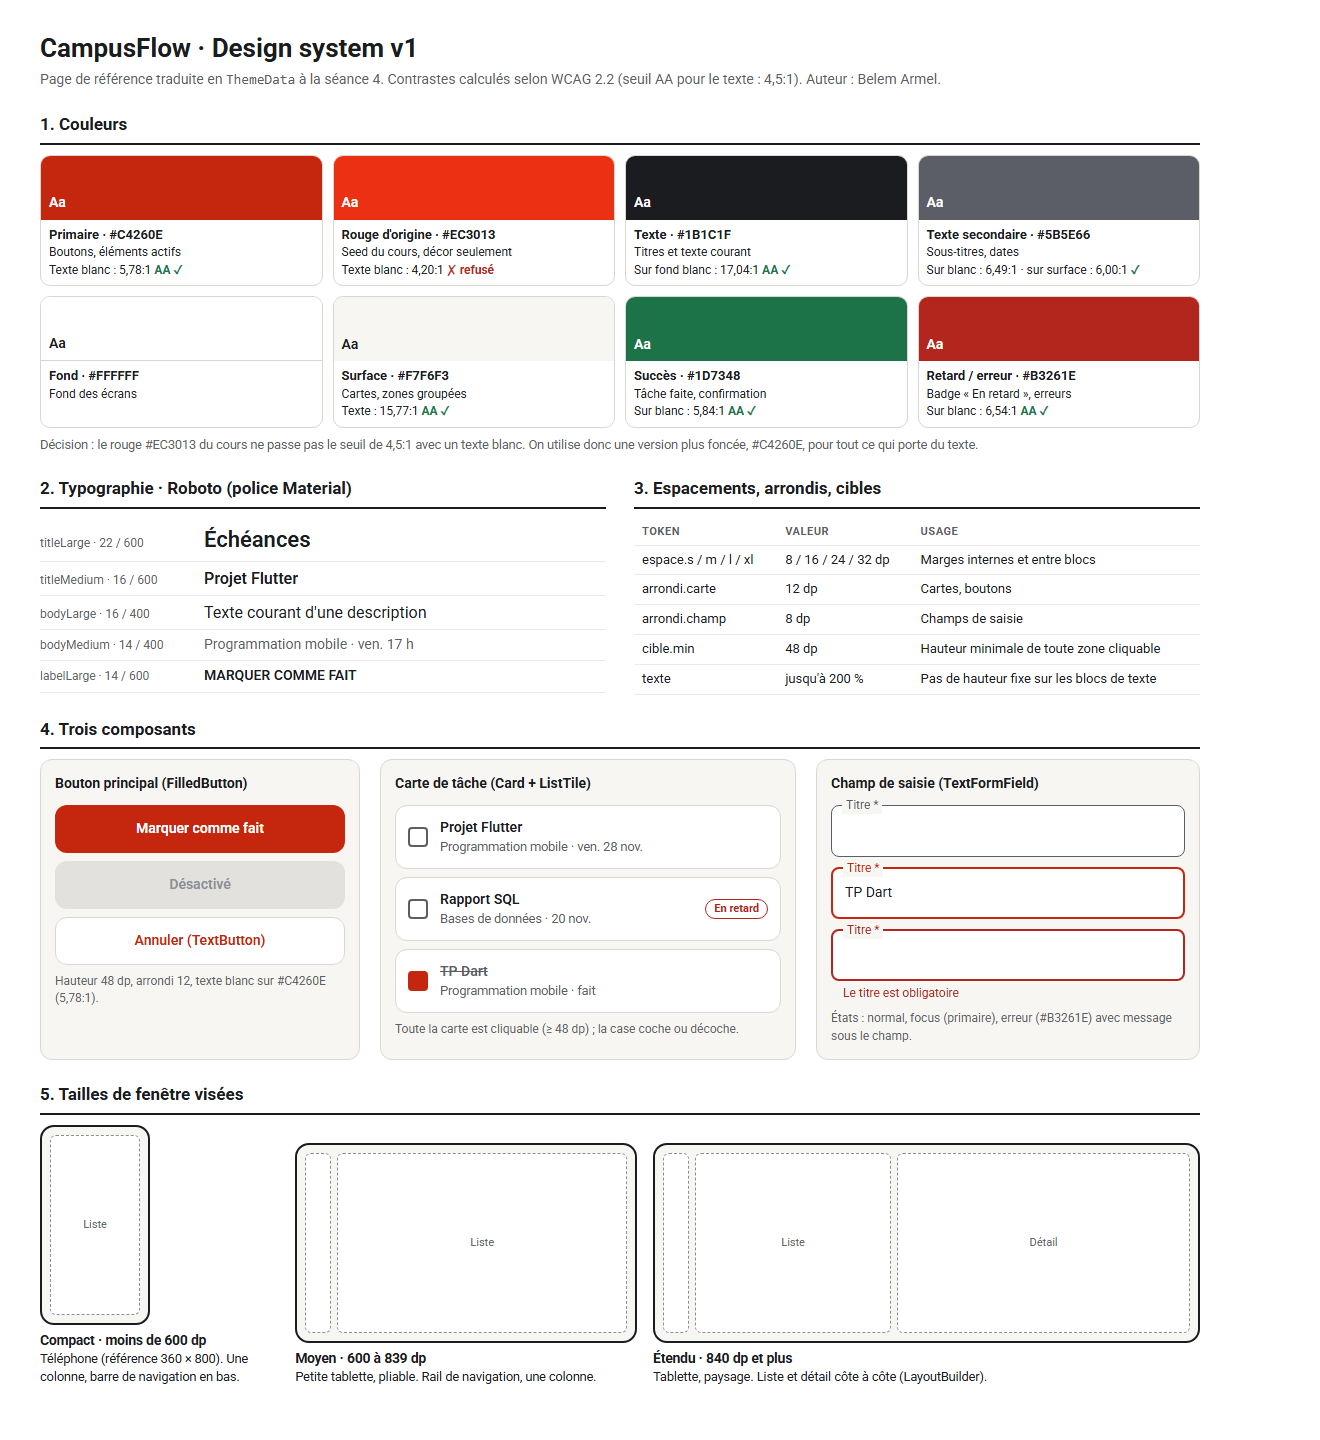 CampusFlow · Design system v1
Page de référence traduite en ThemeData à la séance 4. Contrastes calculés selon WCAG 2.2 (seuil AA pour le texte : 4,5:1). Auteur : Belem Armel.
1. Couleurs
Aa
Primaire · #C4260E
Boutons, éléments actifs
Texte blanc : 5,78:1 AA ✓
Aa
Rouge d'origine · #EC3013
Seed du cours, décor seulement
Texte blanc : 4,20:1 ✗ refusé
Aa
Texte · #1B1C1F
Titres et texte courant
Sur fond blanc : 17,04:1 AA ✓
Aa
Texte secondaire · #5B5E66
Sous-titres, dates
Sur blanc : 6,49:1 · sur surface : 6,00:1 ✓
Aa
Fond · #FFFFFF
Fond des écrans
Aa
Surface · #F7F6F3
Cartes, zones groupées
Texte : 15,77:1 AA ✓
Aa
Succès · #1D7348
Tâche faite, confirmation
Sur blanc : 5,84:1 AA ✓
Aa
Retard / erreur · #B3261E
Badge « En retard », erreurs
Sur blanc : 6,54:1 AA ✓
Décision : le rouge #EC3013 du cours ne passe pas le seuil de 4,5:1 avec un texte blanc. On utilise donc une version plus foncée, #C4260E, pour tout ce qui porte du texte.
2. Typographie · Roboto (police Material)
titleLarge · 22 / 600 Échéances
titleMedium · 16 / 600 Projet Flutter
bodyLarge · 16 / 400 Texte courant d'une description
bodyMedium · 14 / 400 Programmation mobile · ven. 17 h
labelLarge · 14 / 600 MARQUER COMME FAIT
3. Espacements, arrondis, cibles
TOKEN VALEUR USAGE
espace.s / m / l / xl 8 / 16 / 24 / 32 dp Marges internes et entre blocs
arrondi.carte 12 dp Cartes, boutons
arrondi.champ 8 dp Champs de saisie
cible.min 48 dp Hauteur minimale de toute zone cliquable
texte jusqu'à 200 % Pas de hauteur fixe sur les blocs de texte
4. Trois composants
Bouton principal (FilledButton)
Marquer comme fait
Désactivé
Annuler (TextButton)
Hauteur 48 dp, arrondi 12, texte blanc sur #C4260E
(5,78:1).
Carte de tâche (Card + ListTile)
Projet Flutter
Programmation mobile · ven. 28 nov.
Rapport SQL
Bases de données · 20 nov.
En retard
TP Dart
Programmation mobile · fait
Toute la carte est cliquable (≥ 48 dp) ; la case coche ou décoche.
Champ de saisie (TextFormField)
Titre *
Titre *
TP Dart
Titre *
Le titre est obligatoire
États : normal, focus (primaire), erreur (#B3261E) avec message
sous le champ.
5. Tailles de fenêtre visées
Liste
Compact · moins de 600 dp
Téléphone (référence 360 × 800). Une
colonne, barre de navigation en bas.
Liste
Moyen · 600 à 839 dp
Petite tablette, pliable. Rail de navigation, une colonne.
Liste
Détail
Étendu · 840 dp et plus
Tablette, paysage. Liste et détail côte à côte (LayoutBuilder).